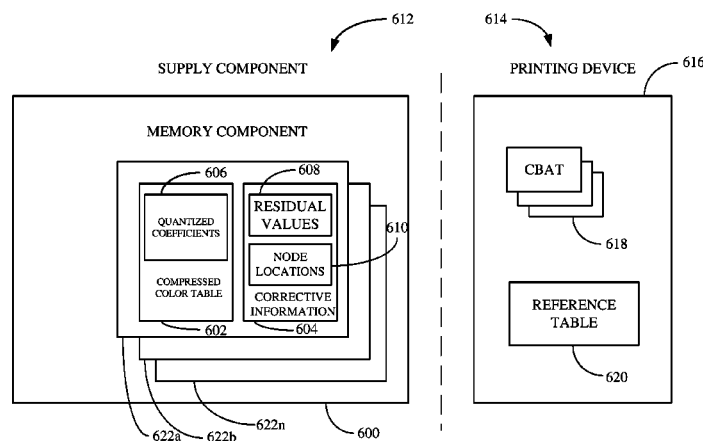 612
614
SUPPLY COMPONENT
PRINTING DEVICE
616
MEMORY COMPONENT
606
608
CBAT
QUANTIZED
COEFFICIENTS
RESIDUAL
VALUES
610
618
NODE
LOCATIONS
COMPRESSED
COLOR TABLE
CORRECTIVE
INFORMATION
REFERENCE
TABLE
602
604
620
622a
622b
622n
600